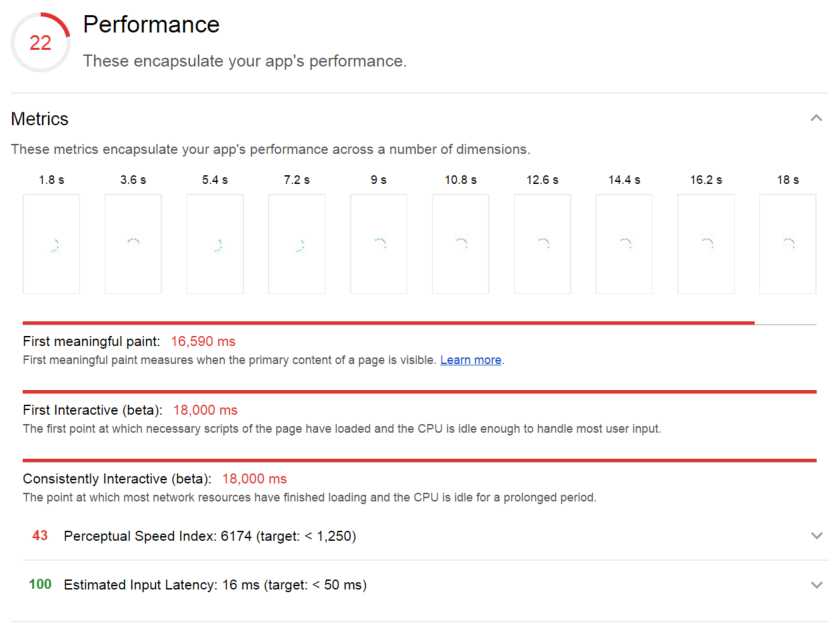 22
Performance
These encapsulate your app's performance.
Metrics
These metrics encapsulate your app's performance across a number of dimensions.
1.8 s 3.6 s 5.4 s 7.2 s 9 s 10.8 s 12.6 s 14.4 s 16.2 s 18 s
First meaningful paint: 16,590 ms
First meaningful paint measures when the primary content of a page is visible. Learn more.
First Interactive (beta): 18,000 ms
The first point at which necessary scripts of the page have loaded and the CPU is idle enough to handle most user input.
Consistently Interactive (beta): 18,000 ms
The point at which most network resources have finished loading and the CPU is idle for a prolonged period.
43 Perceptual Speed Index: 6174 (target: < 1,250)
100 Estimated Input Latency: 16 ms (target: < 50 ms)